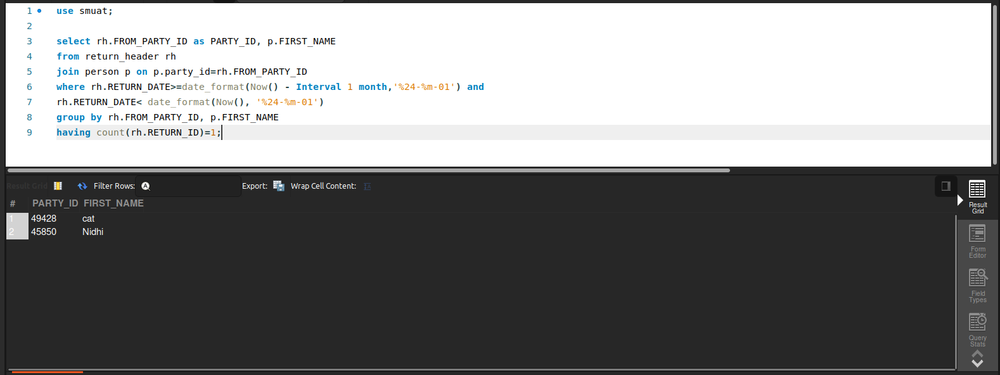 1 use smuat;
2
3 select rh.FROM_PARTY_ID as PARTY_ID, p.FIRST_NAME
4 from return_header rh
5 join person p on p.party_id=rh.FROM_PARTY_ID
6 where rh.RETURN_DATE>=date_format(Now() - Interval 1 month,'%24-%m-01') and
7 rh.RETURN_DATE< date_format(Now(), '%24-%m-01')
8 group by rh.FROM_PARTY_ID, p.FIRST_NAME
9 having count(rh.RETURN_ID)=1;
Result Grid Filter Rows: Export: Wrap Cell Content:
# PARTY_ID FIRST_NAME
1 49428 cat
2 45850 Nidhi
Result
Grid
Form
Editor
Field
Types
Query
Stats